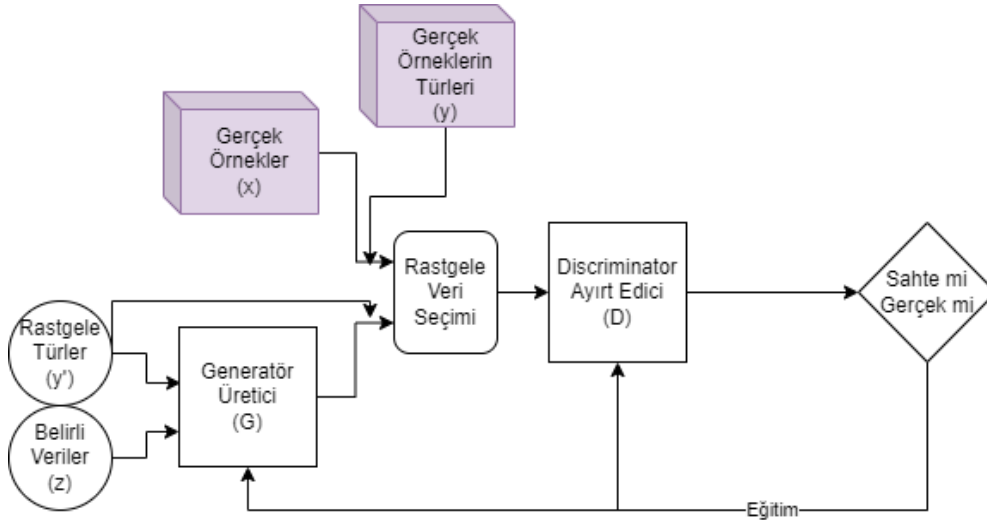 Gerçek
Örneklerin
Türleri
(y)
Gerçek
Örnekler
(x)
Rastgele
Veri
Seçimi
Discriminator
Ayırt Edici
(D)
Sahte mi
Gerçek mi
Rastgele
Türler
(y')
Generatör
Üretici
(G)
Belirli
Veriler
(z)
Eğitim